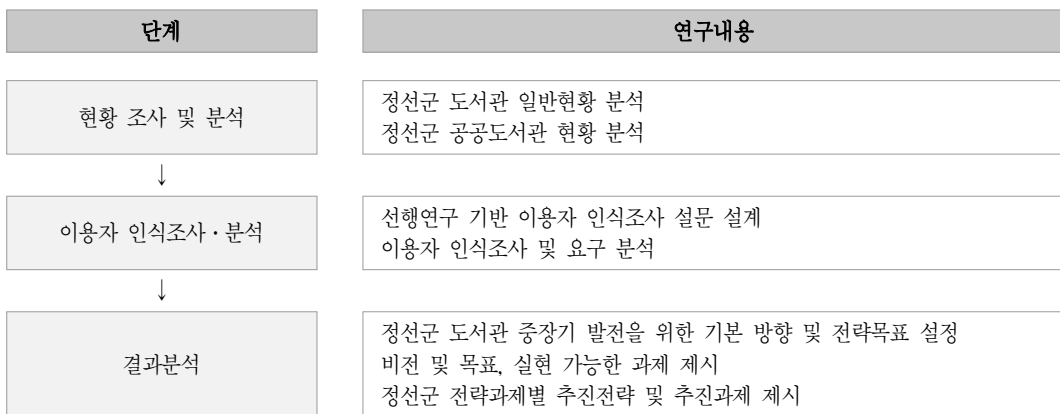 단계
연구내용
현황 조사 및 분석
정선군 도서관 일반현황 분석
정선군 공공도서관 현황 분석
↓
이용자 인식조사·분석
선행연구 기반 이용자 인식조사 설문 설계
이용자 인식조사 및 요구 분석
↓
결과분석
정선군 도서관 중장기 발전을 위한 기본 방향 및 전략목표 설정
비전 및 목표, 실현 가능한 과제 제시
정선군 전략과제별 추진전략 및 추진과제 제시